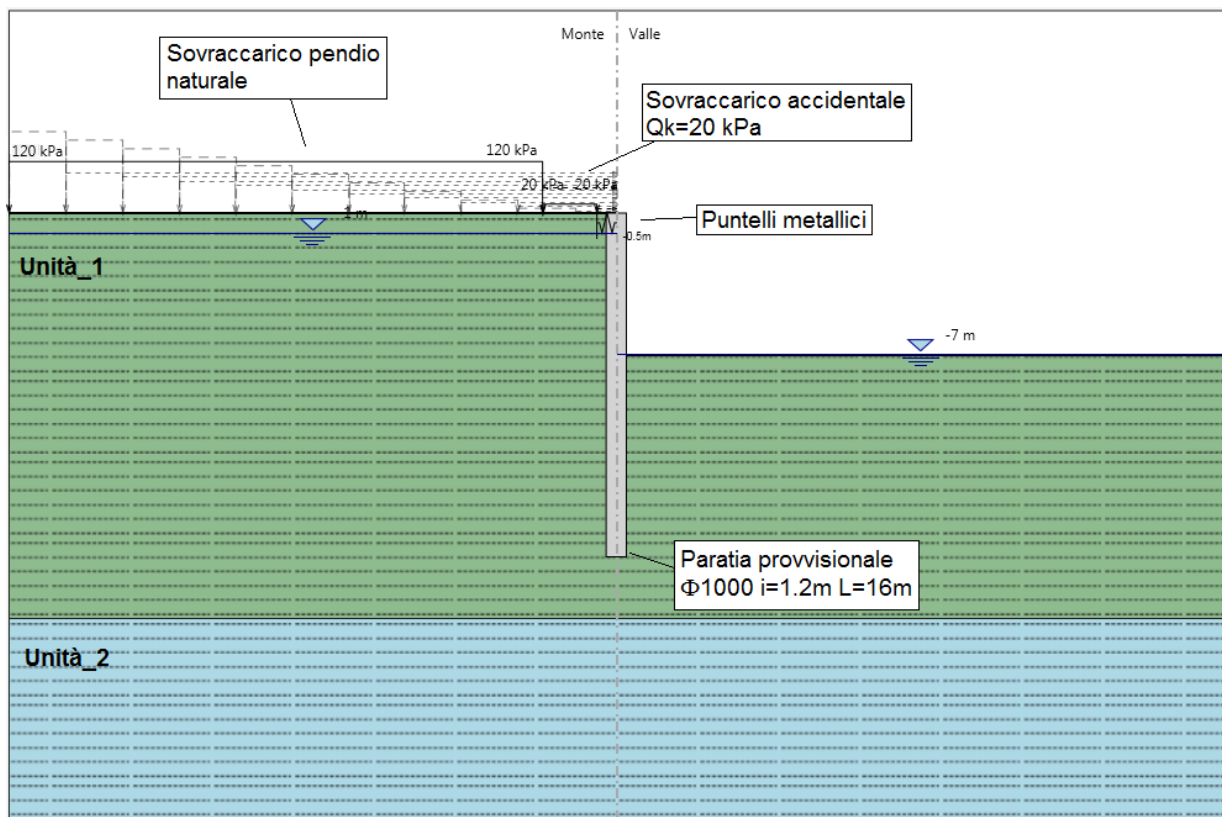 Monte
Valle
Sovraccarico pendio
naturale
Sovraccarico accidentale
Qk=20 kPa
120 kPa
120 kPa
20 kPa
20 kPa
Puntelli metallici
-0.5m
Unità_1
-7 m
Paratia provvisionale
Φ1000 i=1.2m L=16m
Unità_2